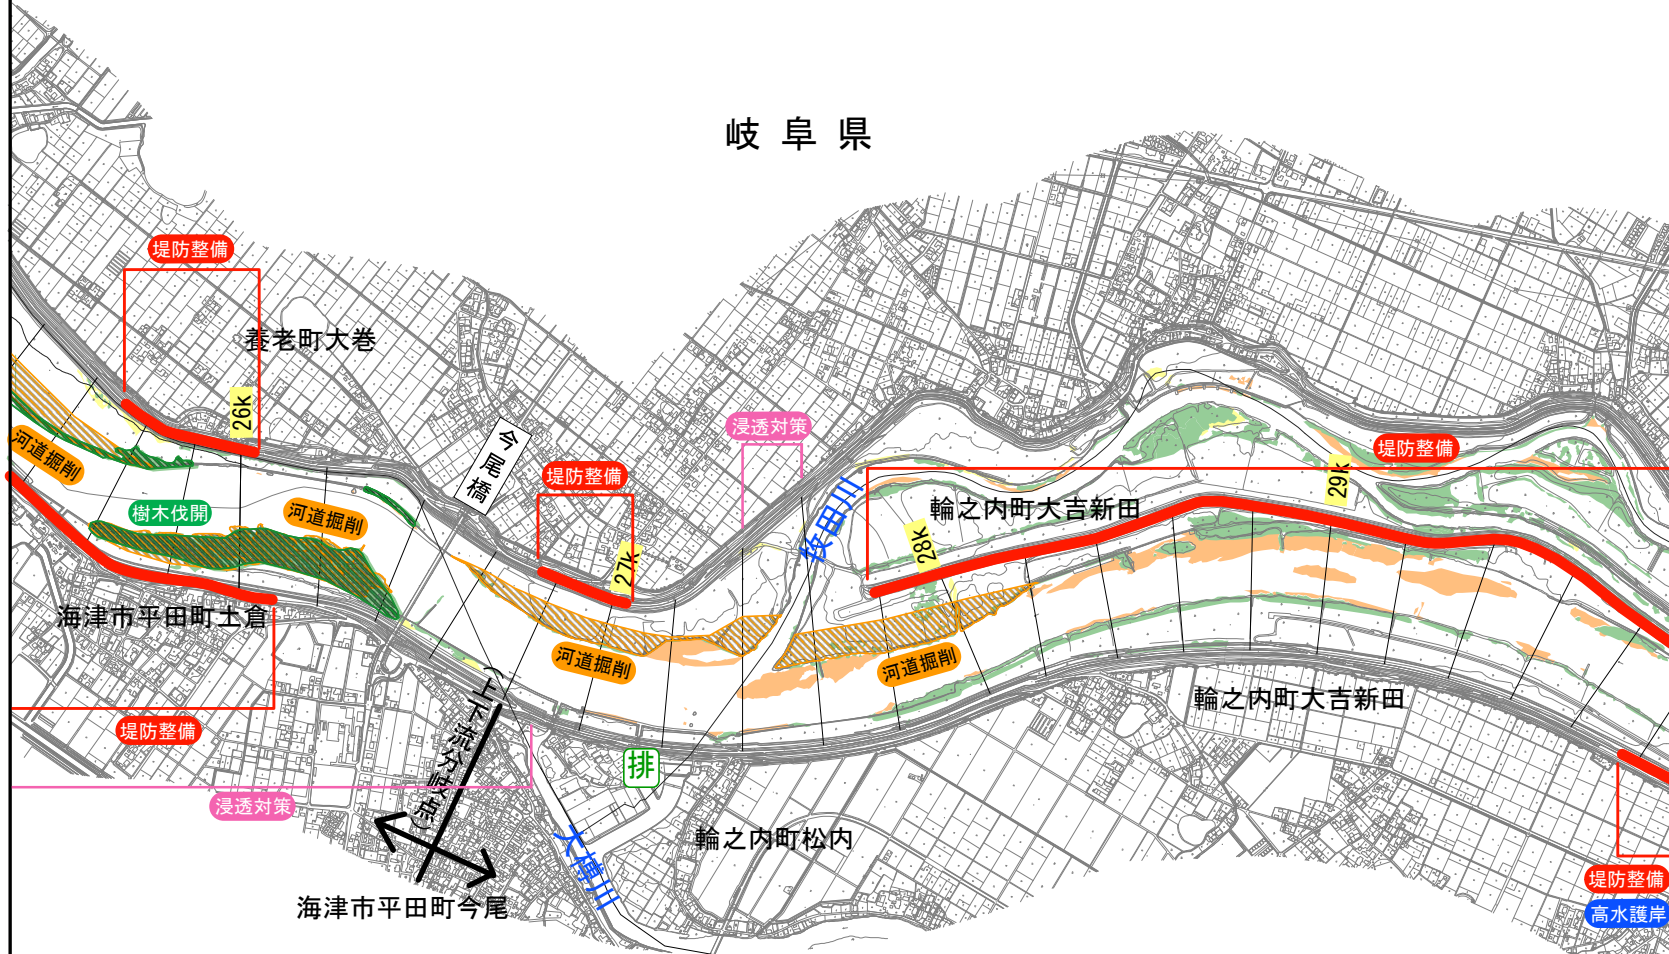 岐阜県
堤防整備
養老町大巻
26k
今尾橋
浸透対策
河道掘削
堤防整備
堤防整備
29k
牧田川
輪之内町大吉新田
樹木伐開
河道掘削
28k
27k
海津市平田町土倉
河道掘削
河道掘削
輪之内町大吉新田
(上下流分岐点)
堤防整備
排
浸透対策
大榑川
輪之内町松内
堤防整備
海津市平田町今尾
高水護岸